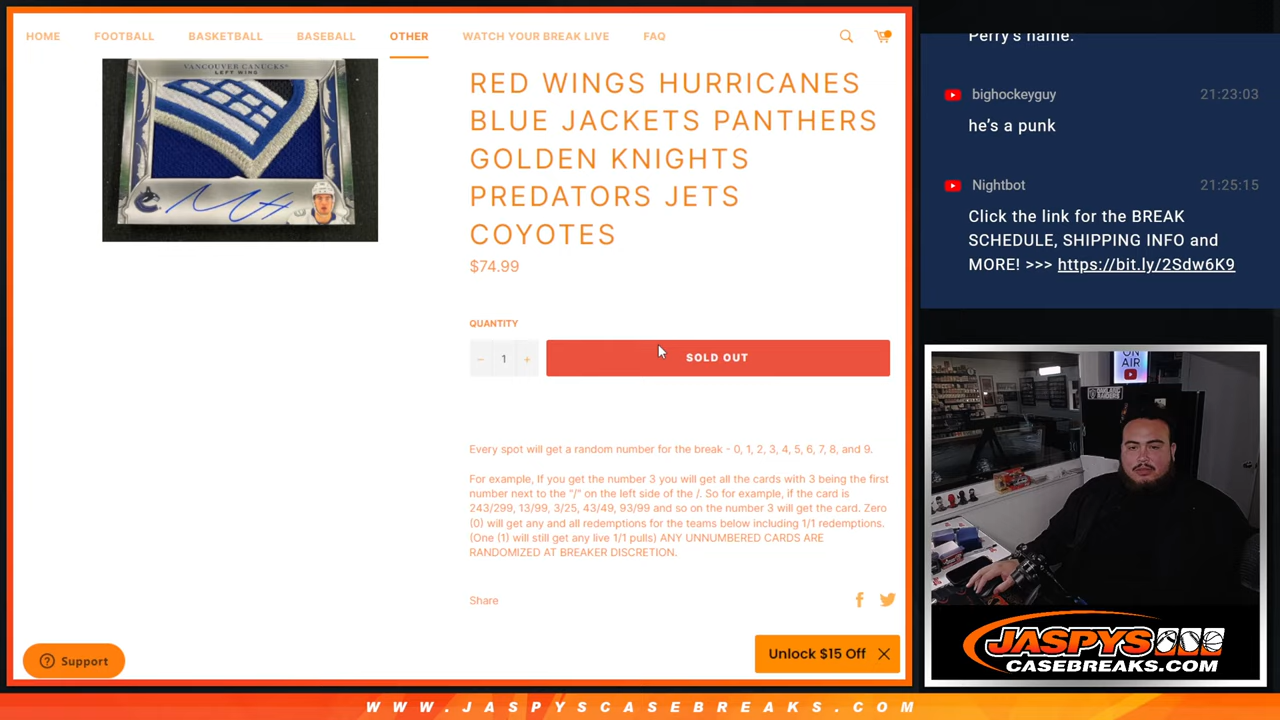 HOME FOOTBALL BASKETBALL BASEBALL OTHER WATCH YOUR BREAK LIVE FAQ
VANCOUVER CANUCKS
LEFT WING
RED WINGS HURRICANES
BLUE JACKETS PANTHERS
GOLDEN KNIGHTS
PREDATORS JETS
COYOTES
$74.99
QUANTITY
− 1 +
SOLD OUT
Every spot will get a random number for the break - 0, 1, 2, 3, 4, 5, 6, 7, 8, and 9.
For example, If you get the number 3 you will get all the cards with 3 being the first
number next to the "/" on the left side of the /. So for example, if the card is
243/299, 13/99, 3/25, 43/49, 93/99 and so on the number 3 will get the card. Zero
(0) will get any and all redemptions for the teams below including 1/1 redemptions.
(One (1) will still get any live 1/1 pulls) ANY UNNUMBERED CARDS ARE
RANDOMIZED AT BREAKER DISCRETION.
Share
Support
Unlock $15 Off
Perry's name.
bighockeyguy 21:23:03
he's a punk
Nightbot 21:25:15
Click the link for the BREAK
SCHEDULE, SHIPPING INFO and
MORE! >>> https://bit.ly/2Sdw6K9
ON
AIR
OAKLAND
RAIDERS
JASPYS
CASEBREAKS.COM
WWW.JASPYSCASEBREAKS.COM